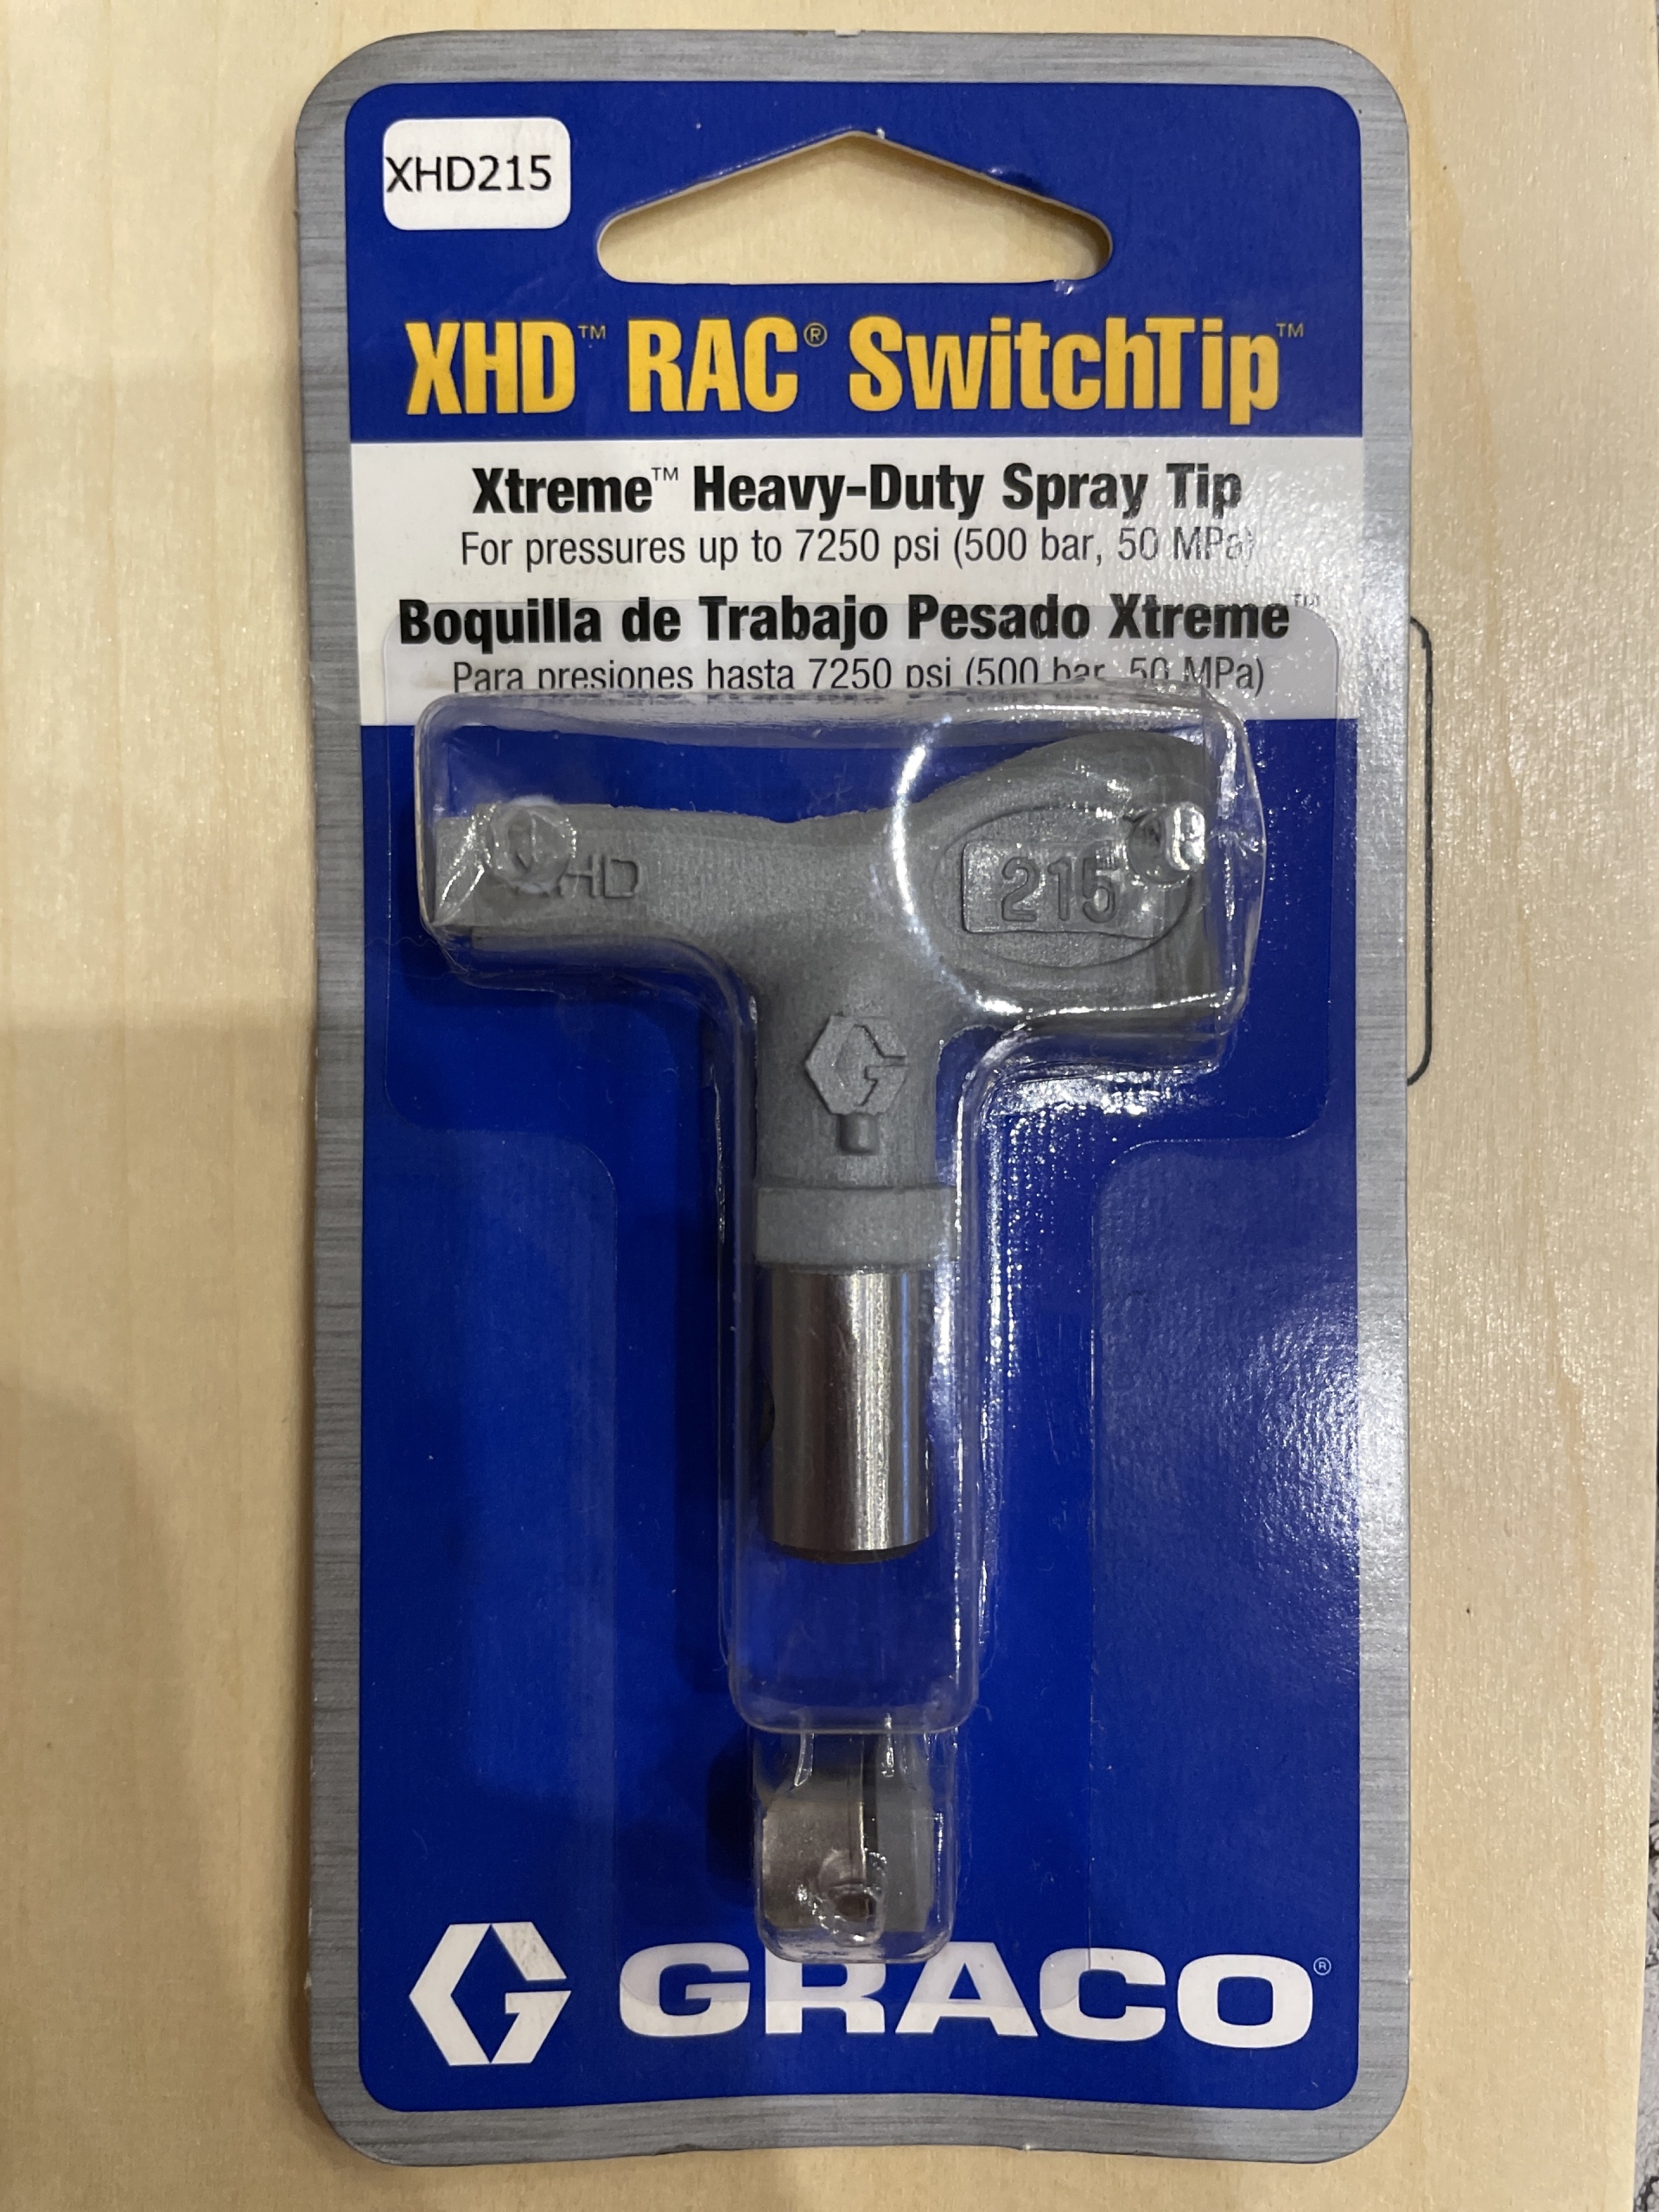 XHD215
XHD™ RAC® SwitchTip™
Xtreme™ Heavy-Duty Spray Tip
For pressures up to 7250 psi (500 bar, 50 MPa)
Boquilla de Trabajo Pesado Xtreme™
Para presiones hasta 7250 psi (500 bar, 50 MPa)
XHD
215
GRACO®